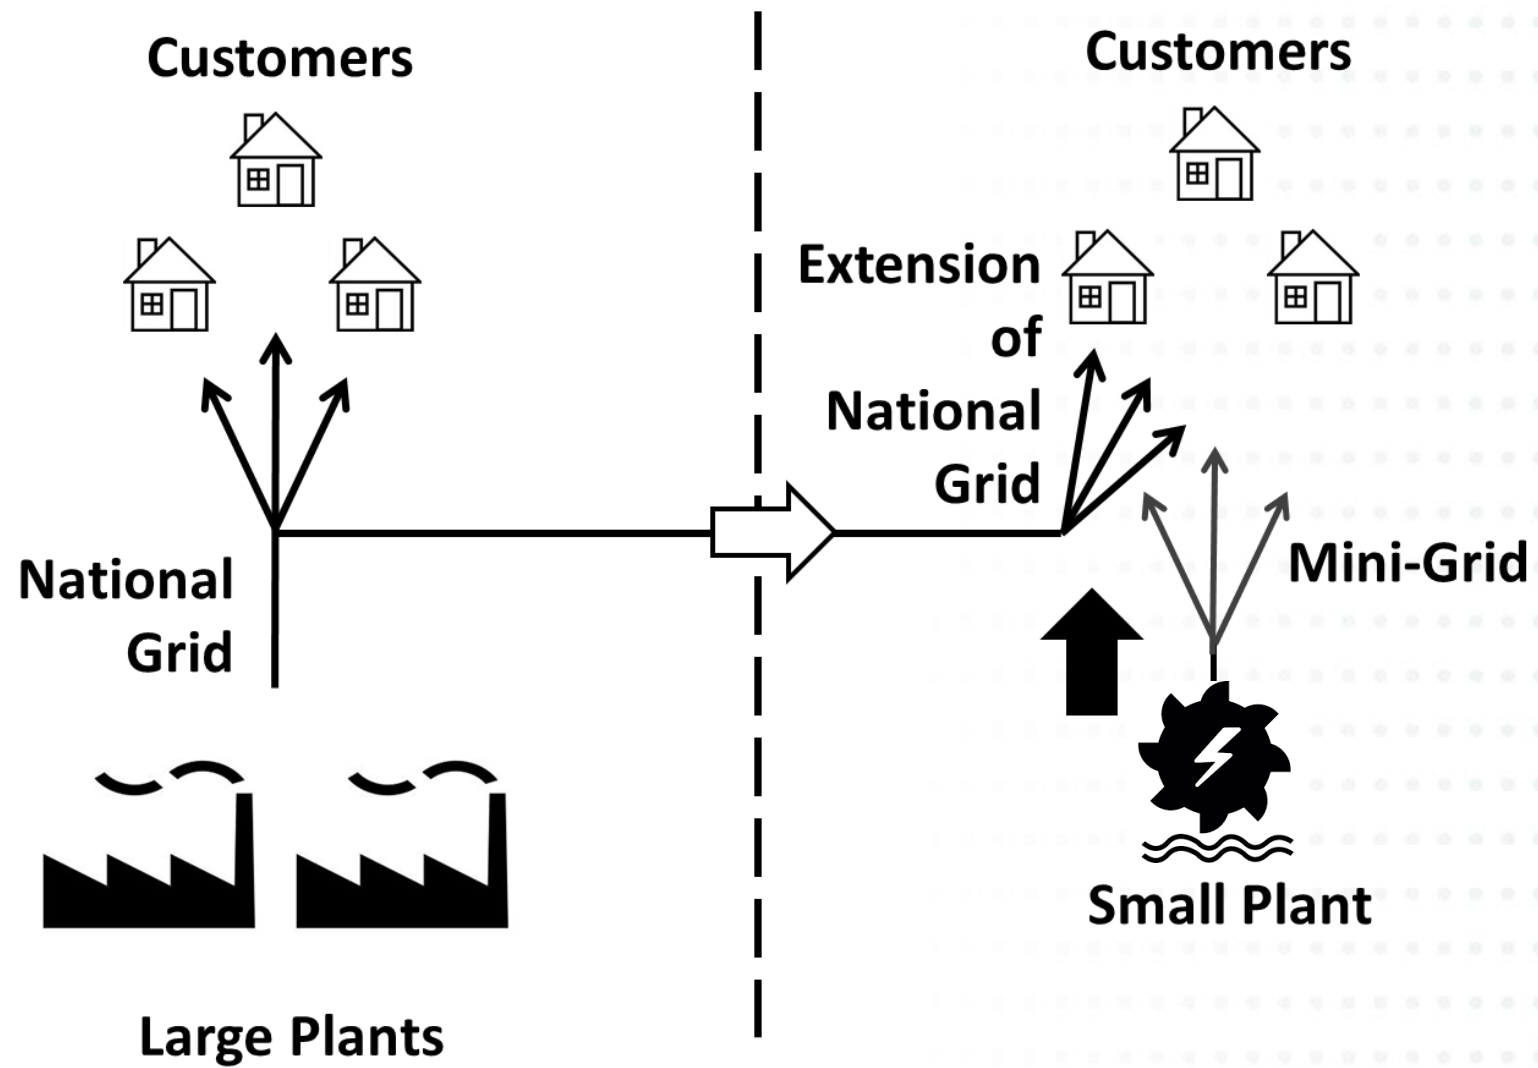 Customers
National
Grid
Large Plants
Customers
Extension
of
National
Grid
Mini-Grid
Small Plant